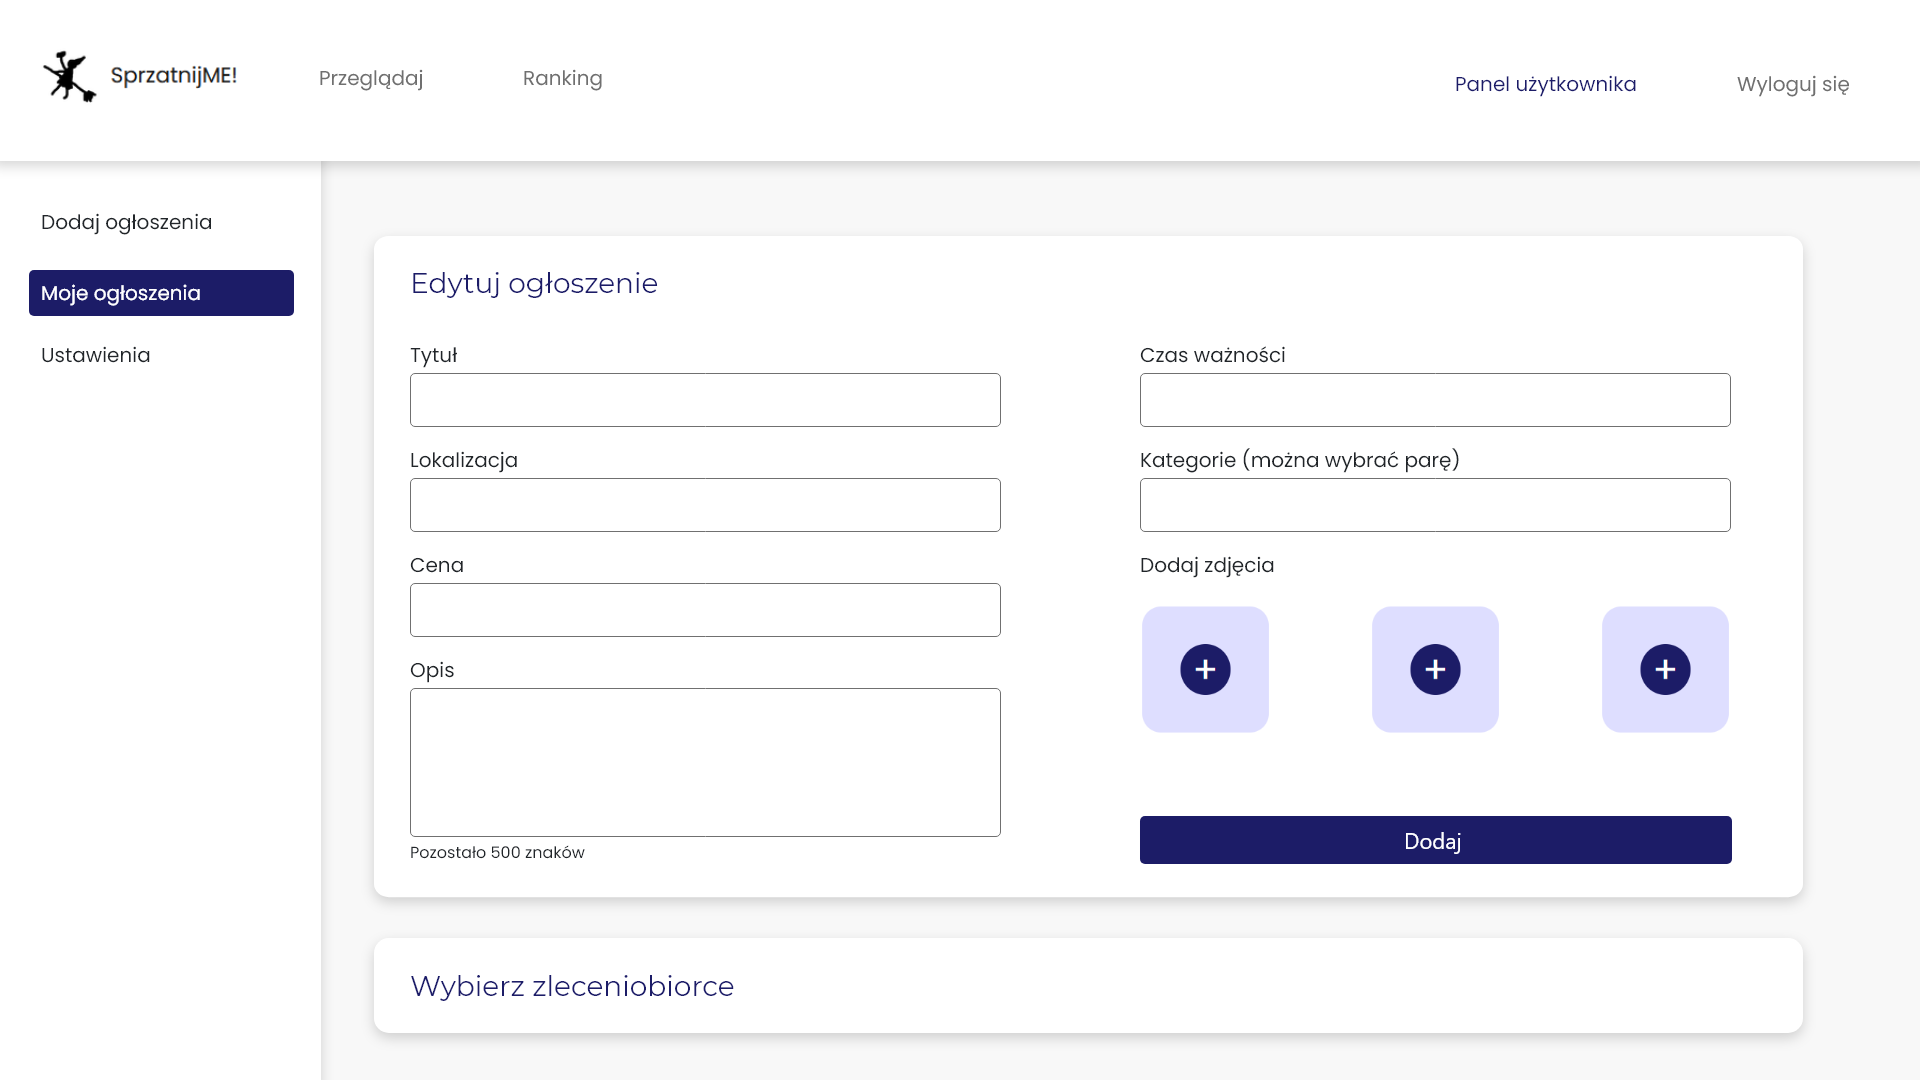 SprzatnijME!
Przeglądaj
Ranking
Panel użytkownika
Wyloguj się
Dodaj ogłoszenia
Moje ogłoszenia
Ustawienia
Edytuj ogłoszenie
Tytuł
Lokalizacja
Cena
Opis
Pozostało 500 znaków
Czas ważności
Kategorie (można wybrać parę)
Dodaj zdjęcia
Dodaj
Wybierz zleceniobiorce